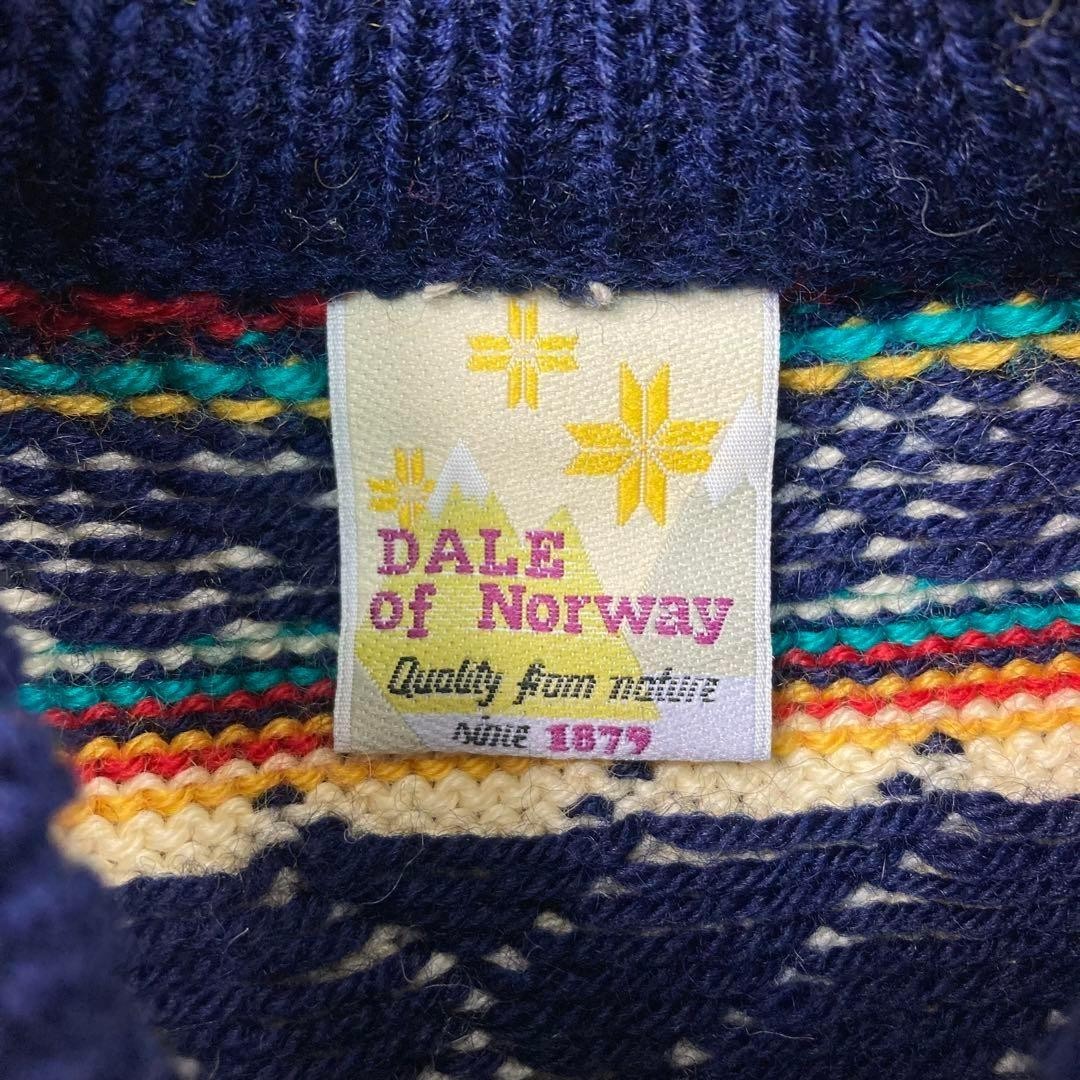 DALE
of Norway
Quality from nature
since 1879